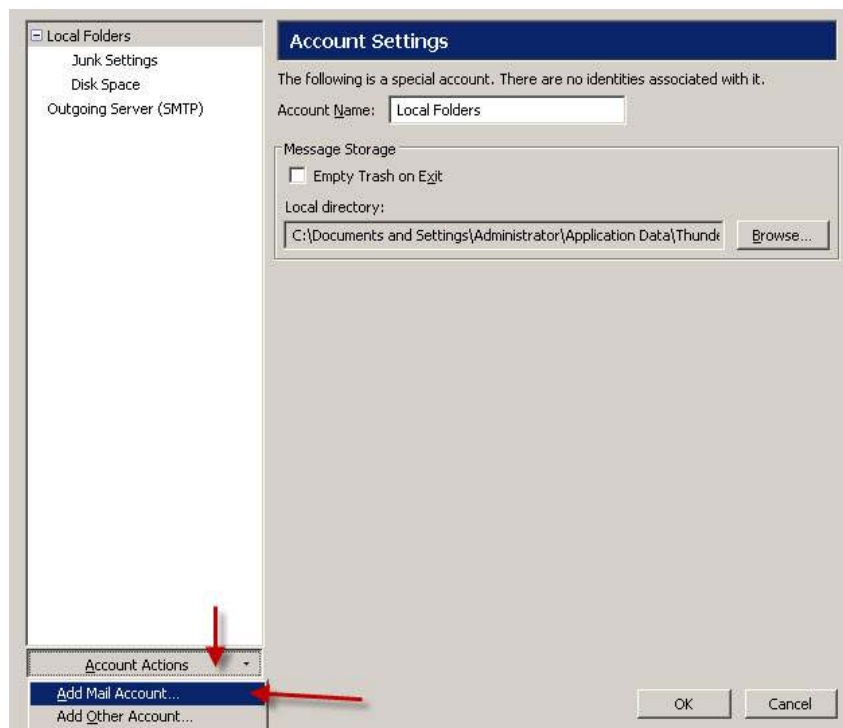 Local Folders
Junk Settings
Disk Space
Outgoing Server (SMTP)
Account Settings
The following is a special account. There are no identities associated with it.
Account Name: Local Folders
Message Storage
Empty Trash on Exit
Local directory:
C:\Documents and Settings\Administrator\Application Data\Thunde
Browse...
Account Actions
Add Mail Account...
Add Other Account...
OK
Cancel